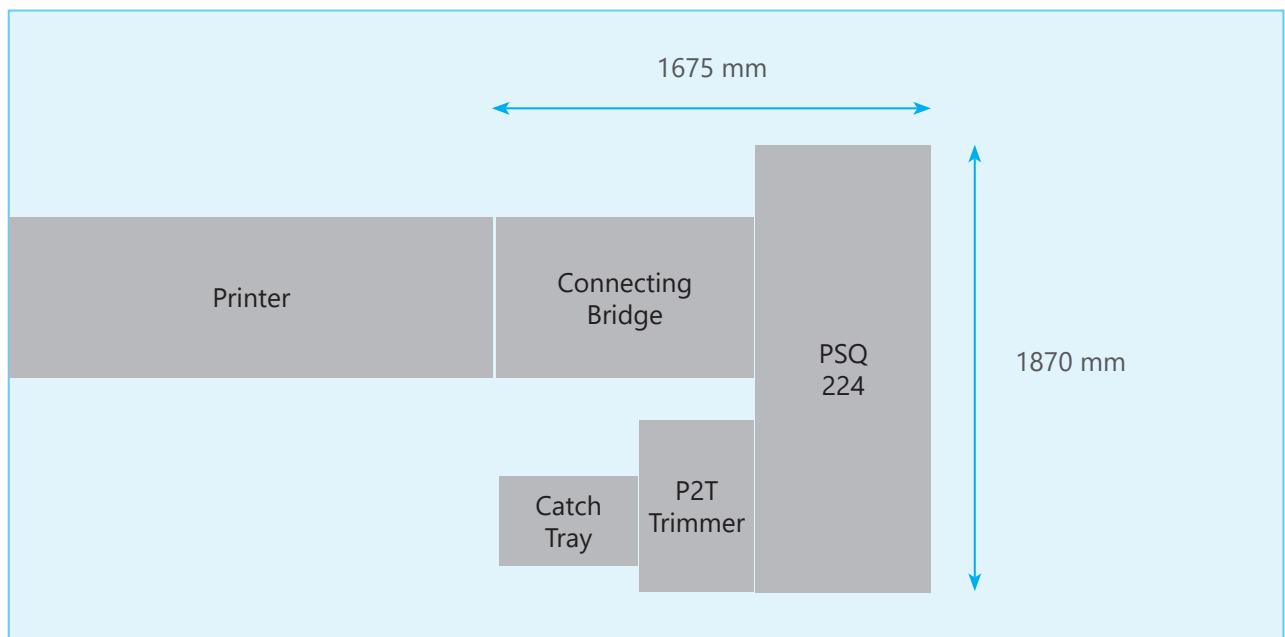 1675 mm
Printer
Connecting
Bridge
PSQ
224
1870 mm
Catch
Tray
P2T
Trimmer